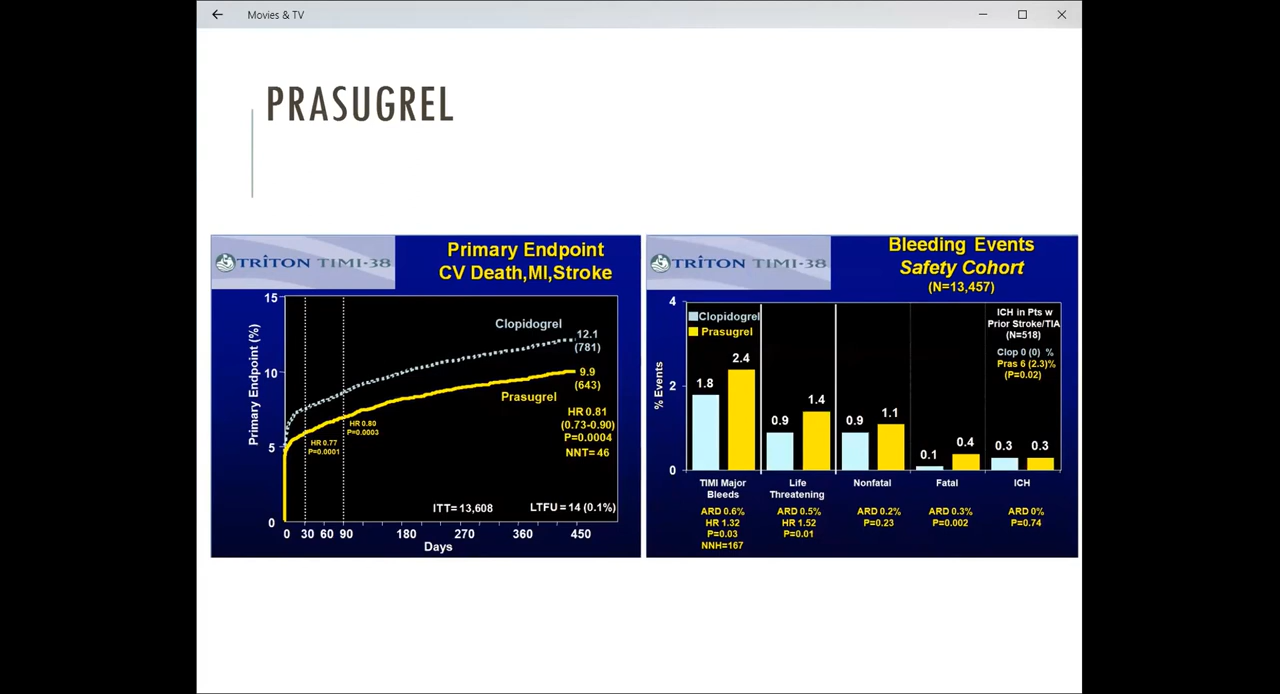 Movies & TV
PRASUGREL
TRITON TIMI-38
Primary Endpoint
CV Death,MI,Stroke
15
10
5
0
Primary Endpoint (%)
Clopidogrel
12.1
(781)
9.9
(643)
Prasugrel
HR 0.81
(0.73-0.90)
P=0.0004
NNT= 46
HR 0.80
P=0.0003
HR 0.77
P=0.0001
ITT= 13,608
LTFU = 14 (0.1%)
0 30 60 90 180 270 360 450
Days
TRITON TIMI-38
Bleeding Events
Safety Cohort
(N=13,457)
4
2
0
% Events
Clopidogrel
Prasugrel
ICH in Pts w
Prior Stroke/TIA
(N=518)
Clop 0 (0) %
Pras 6 (2.3)%
(P=0.02)
1.8 2.4
0.9 1.4
0.9 1.1
0.1 0.4
0.3 0.3
TIMI Major
Bleeds
Life
Threatening
Nonfatal
Fatal
ICH
ARD 0.6%
HR 1.32
P=0.03
NNH=167
ARD 0.5%
HR 1.52
P=0.01
ARD 0.2%
P=0.23
ARD 0.3%
P=0.002
ARD 0%
P=0.74